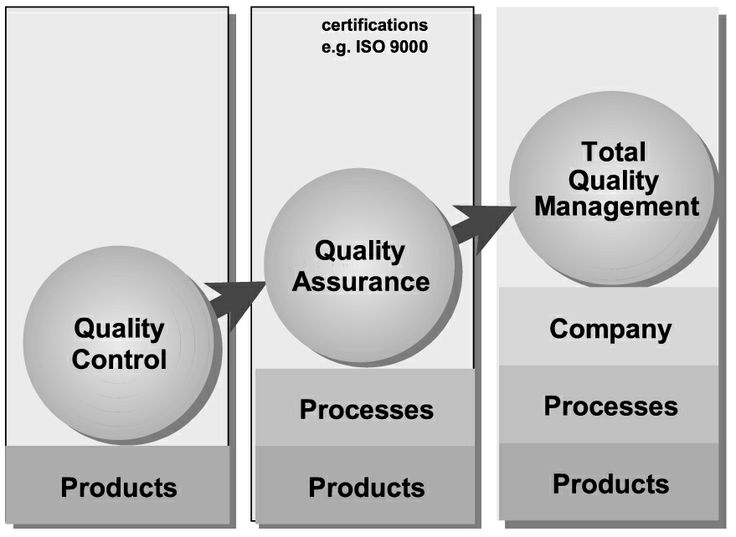 certifications
e.g. ISO 9000
Quality
Control
Products
Quality
Assurance
Processes
Products
Total
Quality
Management
Company
Processes
Products